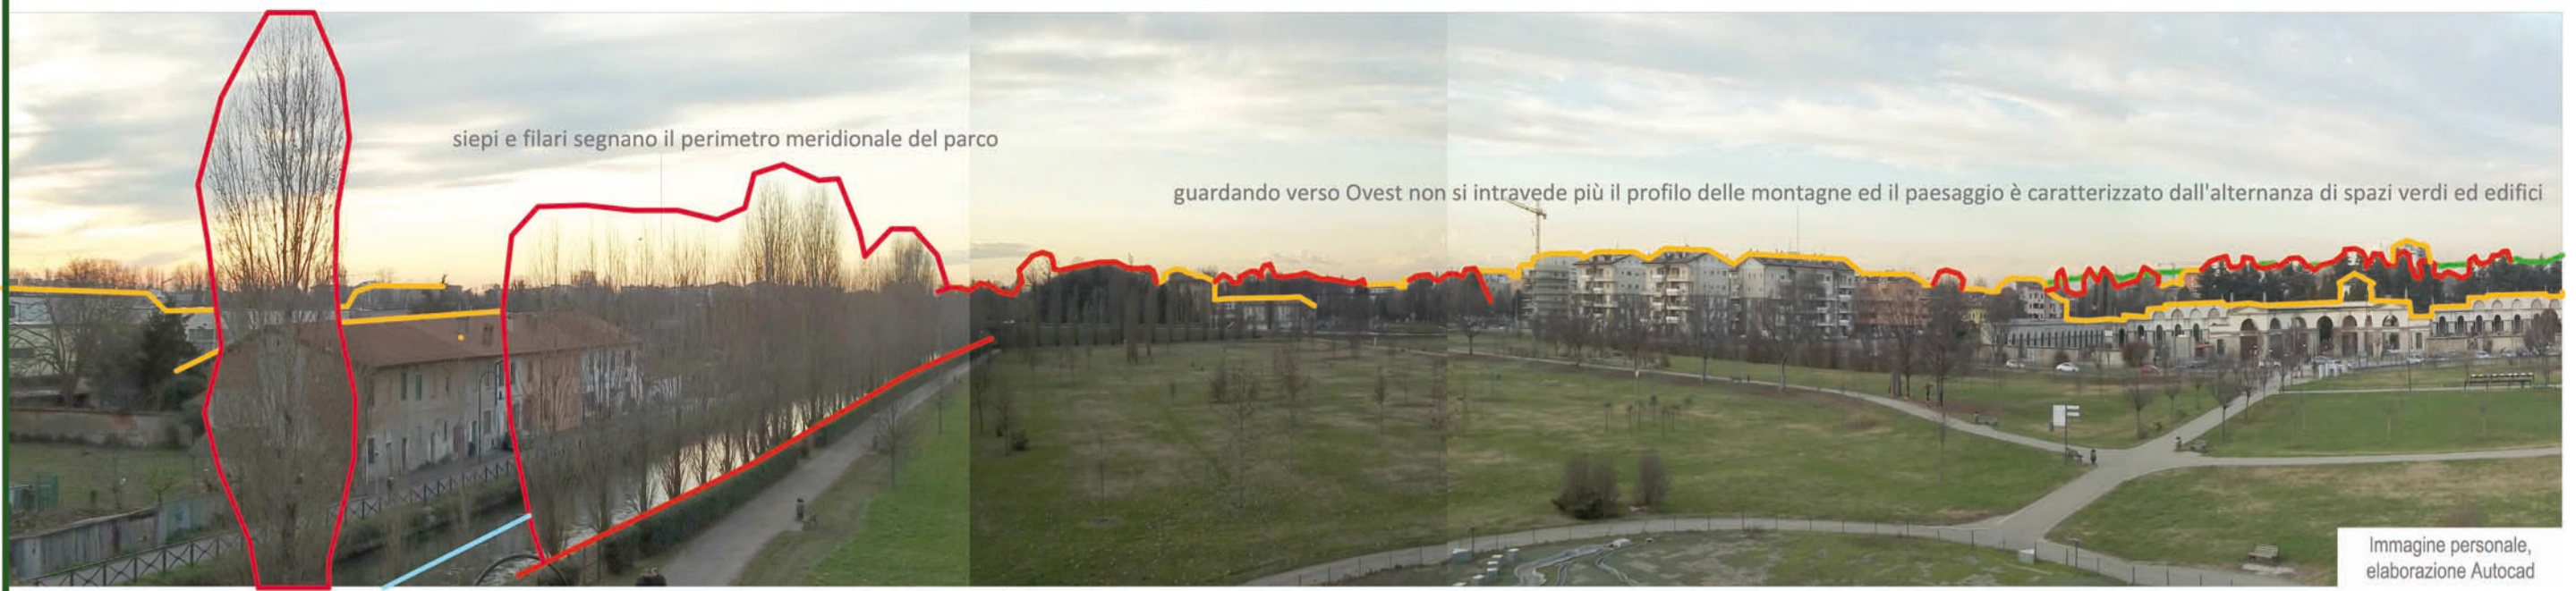 siepi e filari segnano il perimetro meridionale del parco
guardando verso Ovest non si intravede più il profilo delle montagne ed il paesaggio è caratterizzato dall'alternanza di spazi verdi ed edifici
Immagine personale,
elaborazione Autocad